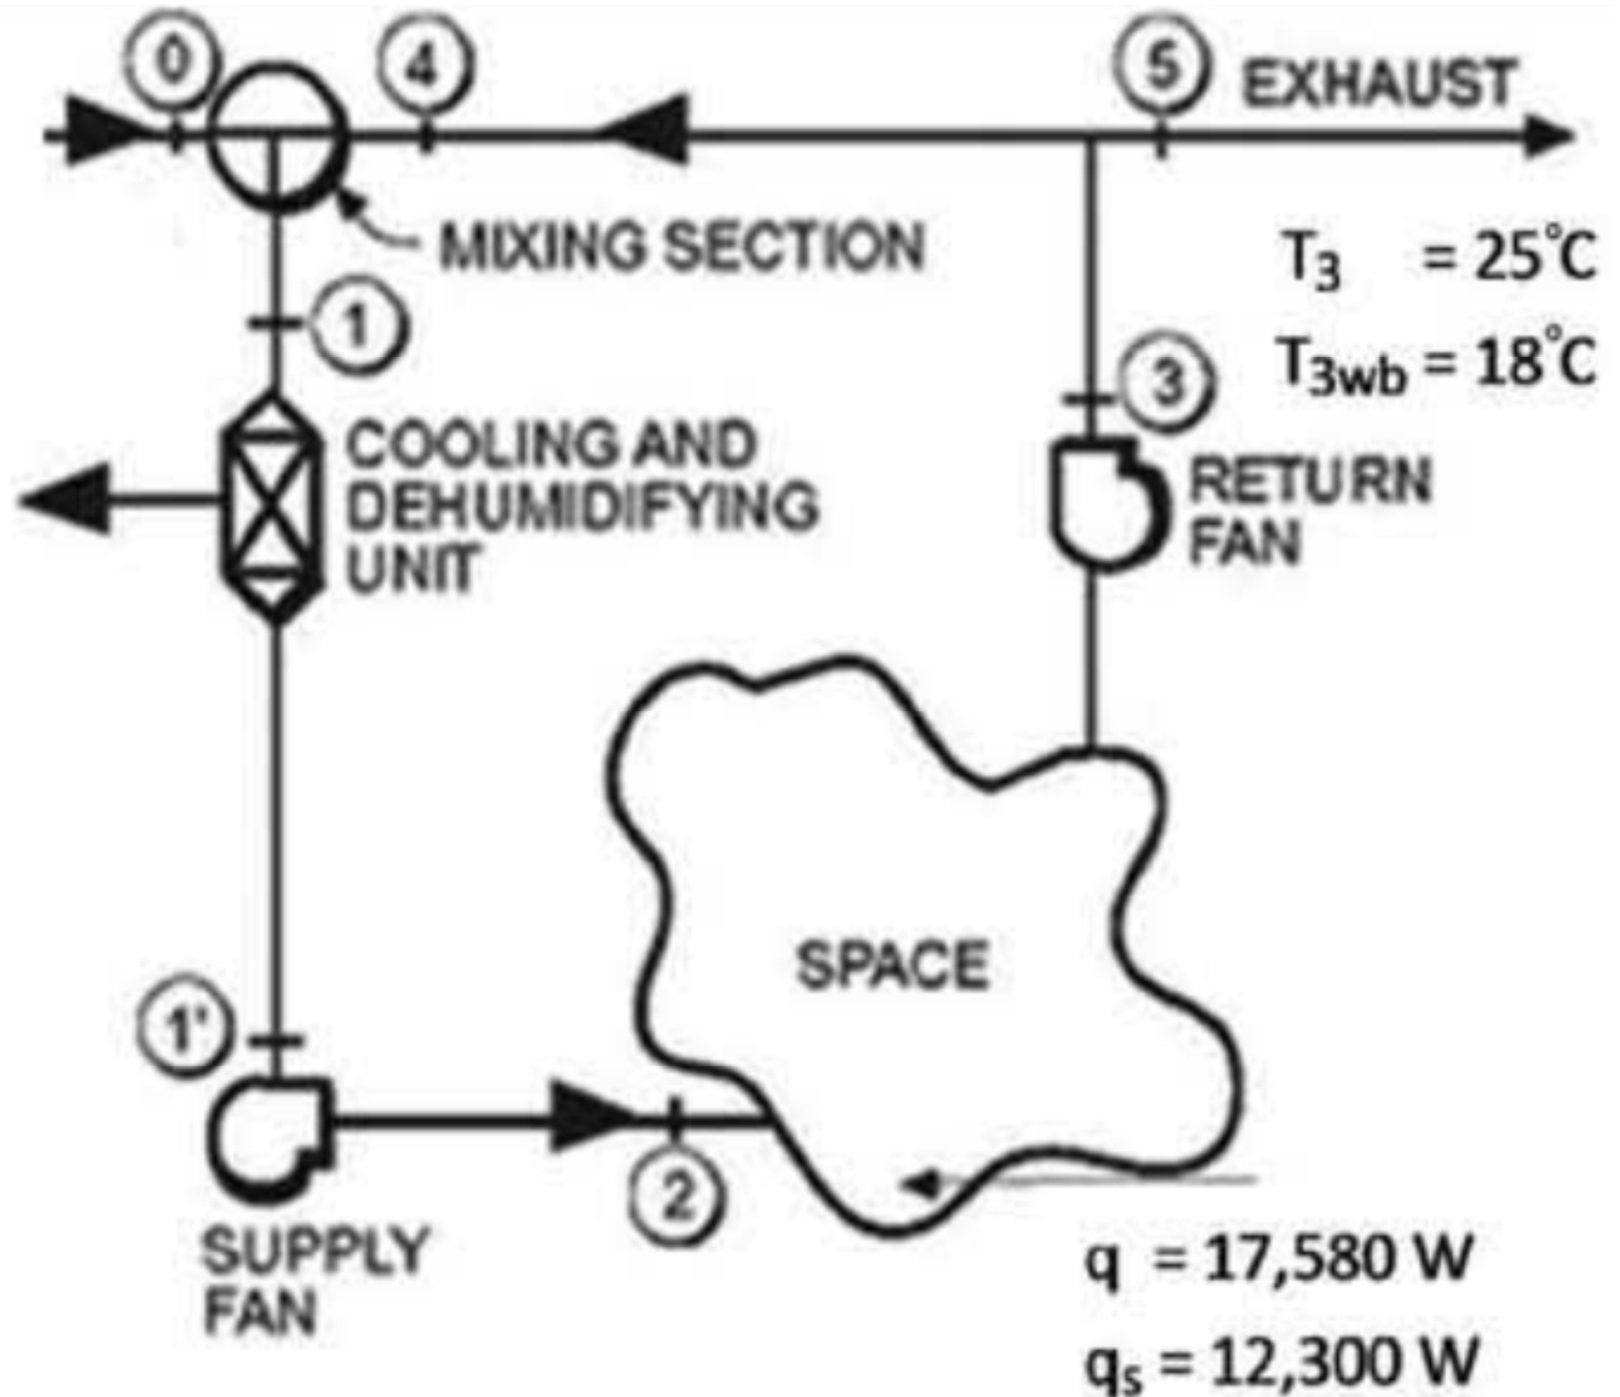 0
4
5
EXHAUST
MIXING SECTION
T3 = 25°C
1
T3wb = 18°C
3
COOLING AND
DEHUMIDIFYING
UNIT
RETURN
FAN
SPACE
1'
2
SUPPLY
FAN
q = 17,580 W
qs = 12,300 W